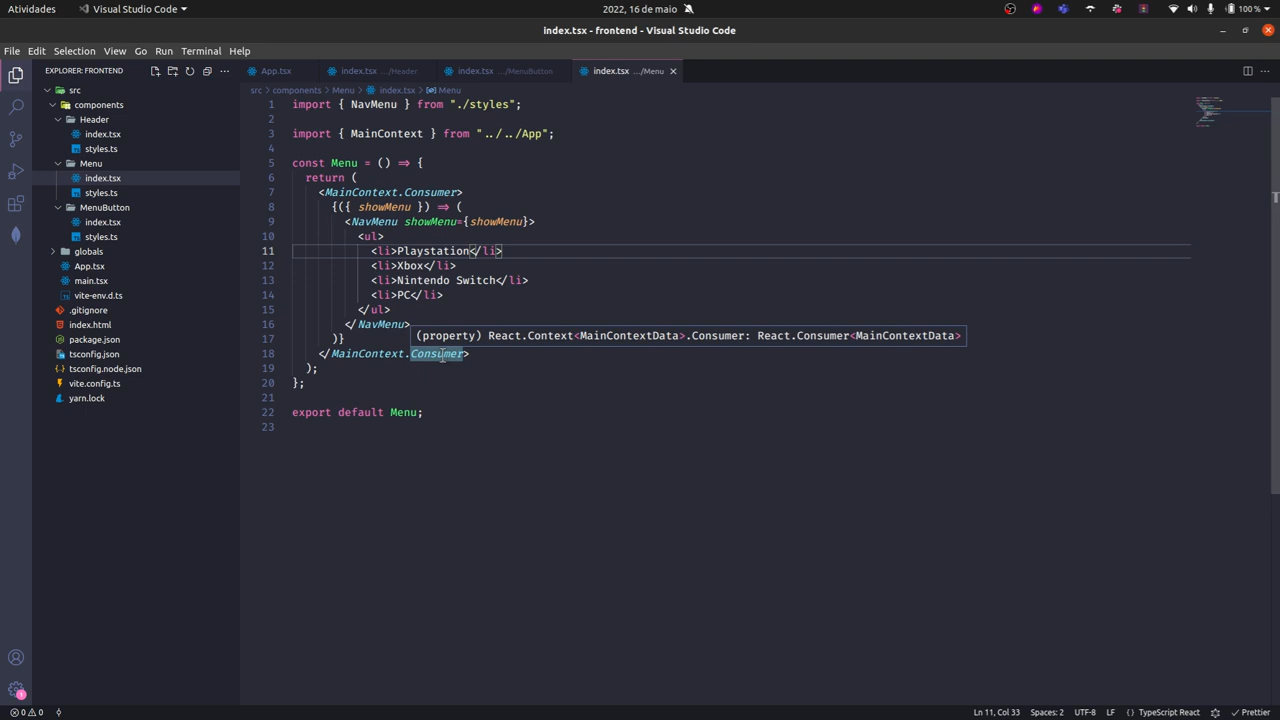 Atividades
Visual Studio Code
2022, 16 de maio
100 %
index.tsx - frontend - Visual Studio Code
File Edit Selection View Go Run Terminal Help
EXPLORER: FRONTEND
src
components
Header
index.tsx
styles.ts
Menu
index.tsx
styles.ts
MenuButton
index.tsx
styles.ts
globals
App.tsx
main.tsx
vite-env.d.ts
.gitignore
index.html
package.json
tsconfig.json
tsconfig.node.json
vite.config.ts
yarn.lock
App.tsx
index.tsx .../Header
index.tsx .../MenuButton
index.tsx .../Menu
src > components > Menu > index.tsx > Menu
1 import { NavMenu } from "./styles";
2
3 import { MainContext } from "../../App";
4
5 const Menu = () => {
6 return (
7 <MainContext.Consumer>
8 {({ showMenu }) => (
9 <NavMenu showMenu={showMenu}>
10 <ul>
11 <li>Playstation</li>
12 <li>Xbox</li>
13 <li>Nintendo Switch</li>
14 <li>PC</li>
15 </ul>
16 </NavMenu>
(property) React.Context<MainContextData>.Consumer: React.Consumer<MainContextData>
17 )}
18 </MainContext.Consumer>
19 );
20 };
21
22 export default Menu;
23
1
0 0
Ln 11, Col 33
Spaces: 2
UTF-8
LF
{} TypeScript React
Prettier